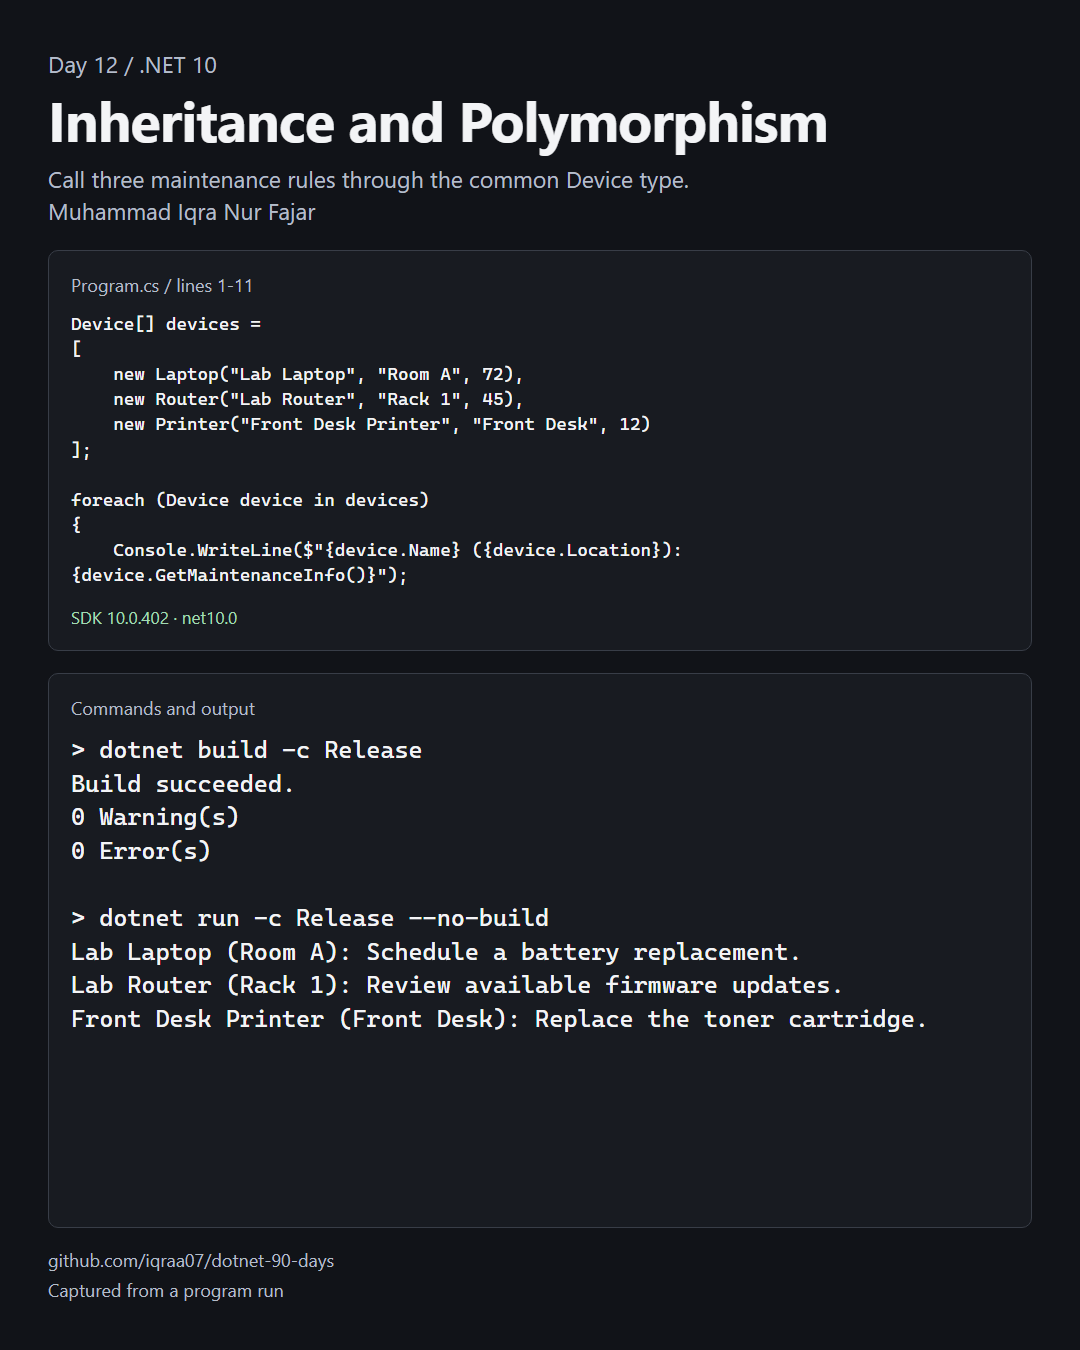 Day 12 / .NET 10
Inheritance and Polymorphism
Call three maintenance rules through the common Device type.
Muhammad Iqra Nur Fajar
Program.cs / lines 1-11
Device[] devices =
[
    new Laptop("Lab Laptop", "Room A", 72),
    new Router("Lab Router", "Rack 1", 45),
    new Printer("Front Desk Printer", "Front Desk", 12)
];

foreach (Device device in devices)
{
    Console.WriteLine($"{device.Name} ({device.Location}):
{device.GetMaintenanceInfo()}");
SDK 10.0.402 · net10.0
Commands and output
> dotnet build -c Release
Build succeeded.
0 Warning(s)
0 Error(s)

> dotnet run -c Release --no-build
Lab Laptop (Room A): Schedule a battery replacement.
Lab Router (Rack 1): Review available firmware updates.
Front Desk Printer (Front Desk): Replace the toner cartridge.
github.com/iqraa07/dotnet-90-days
Captured from a program run